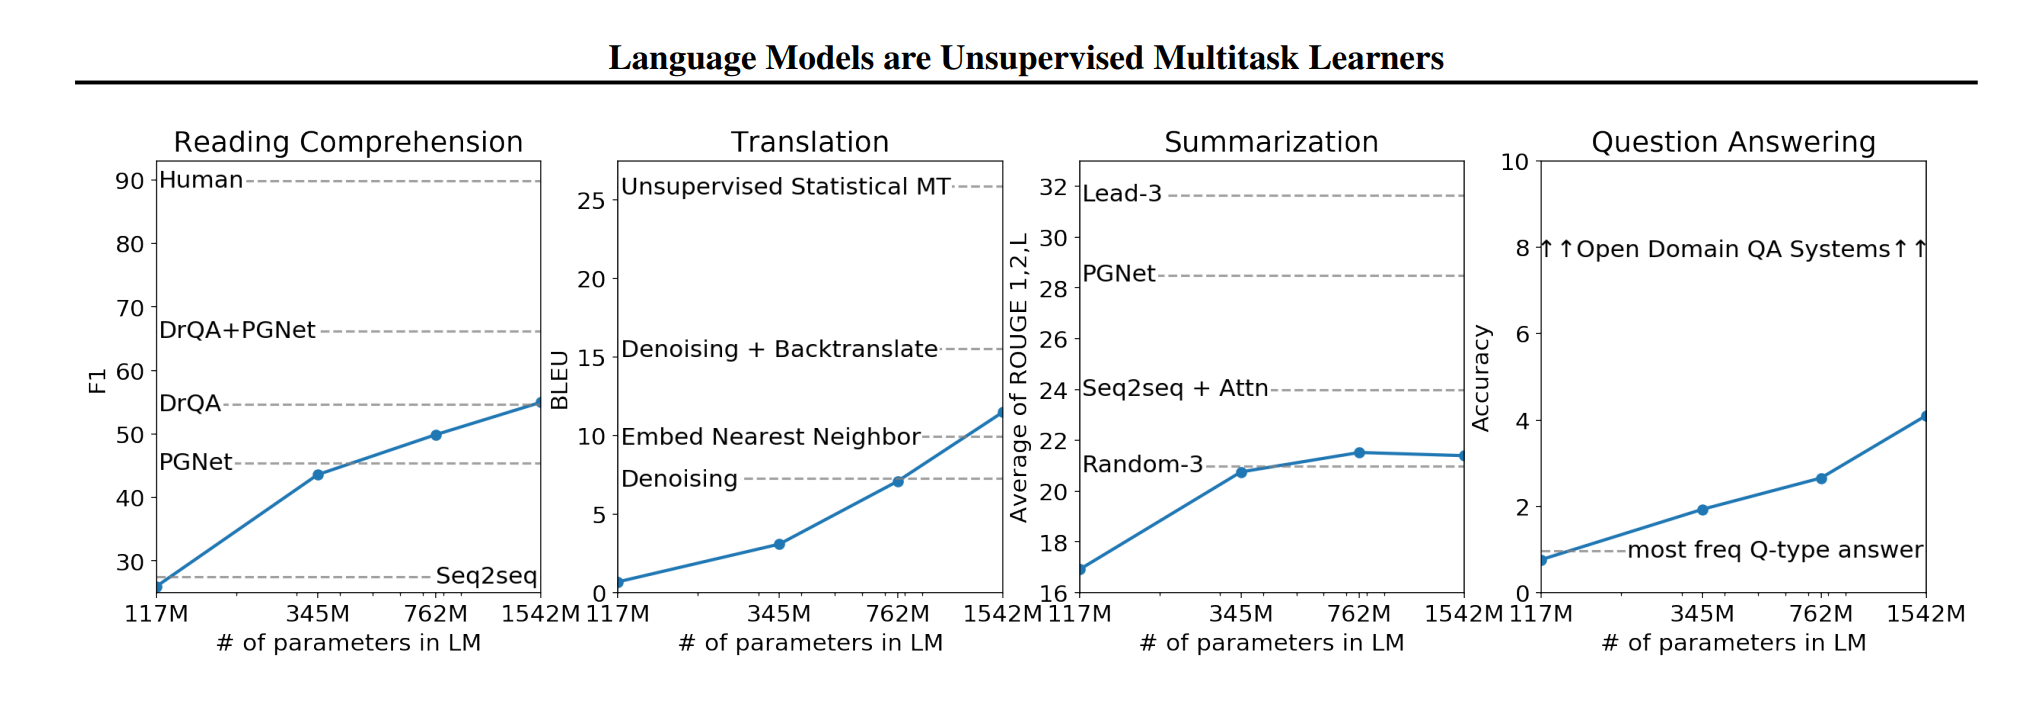 Language Models are Unsupervised Multitask Learners
Reading Comprehension
F1
90
80
70
60
50
40
30
Human
DrQA+PGNet
DrQA
PGNet
Seq2seq
117M 345M 762M 1542M
# of parameters in LM
Translation
BLEU
25
20
15
10
5
0
Unsupervised Statistical MT
Denoising + Backtranslate
Embed Nearest Neighbor
Denoising
117M 345M 762M 1542M
# of parameters in LM
Summarization
Average of ROUGE 1,2,L
32
30
28
26
24
22
20
18
16
Lead-3
PGNet
Seq2seq + Attn
Random-3
117M 345M 762M 1542M
# of parameters in LM
Question Answering
Accuracy
10
8
6
4
2
0
↑↑Open Domain QA Systems↑↑
most freq Q-type answer
117M 345M 762M 1542M
# of parameters in LM